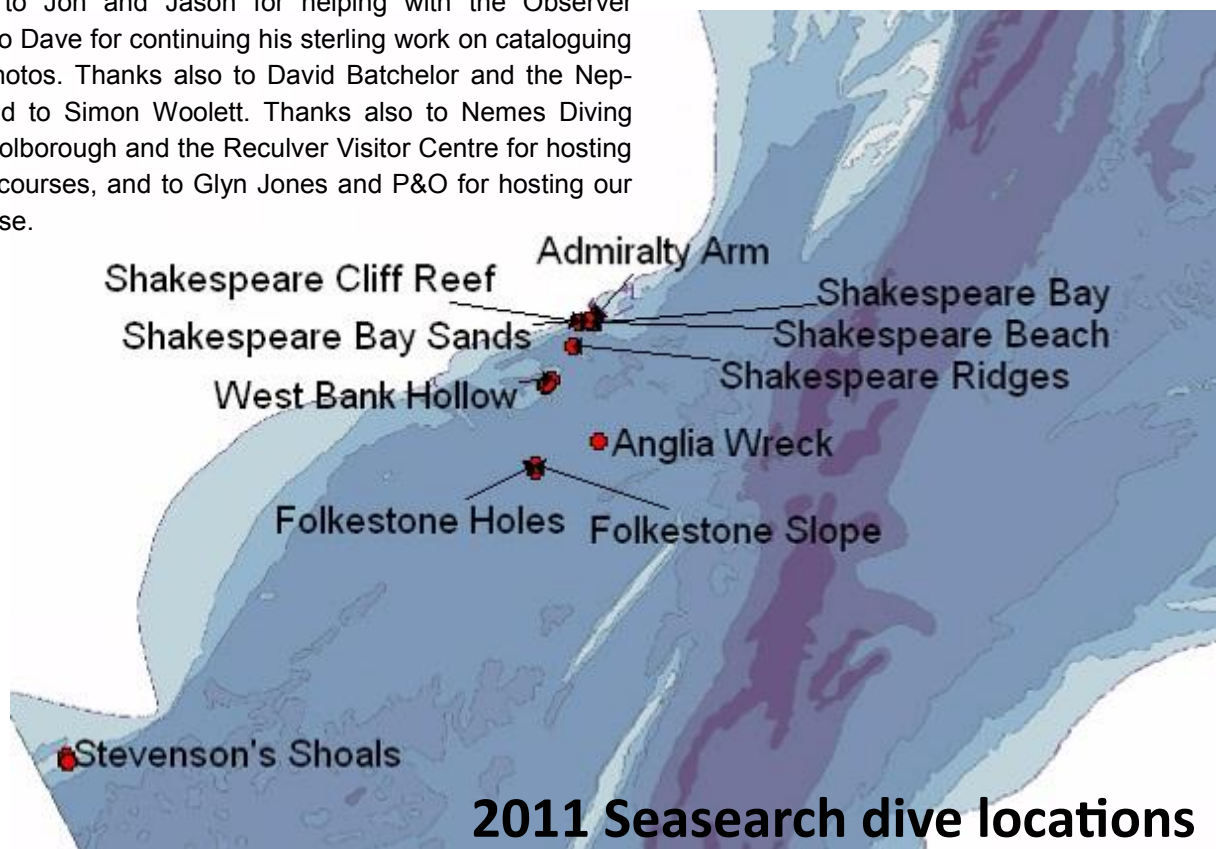 to Jon and Jason for helping with the Observer
o Dave for continuing his sterling work on cataloguing
hotos. Thanks also to David Batchelor and the Nep-
d to Simon Woolett. Thanks also to Nemes Diving
olborough and the Reculver Visitor Centre for hosting
courses, and to Glyn Jones and P&O for hosting our
se.
Admiralty Arm
Shakespeare Cliff Reef
Shakespeare Bay
Shakespeare Bay Sands
Shakespeare Beach
Shakespeare Ridges
West Bank Hollow
Anglia Wreck
Folkestone Holes
Folkestone Slope
Stevenson's Shoals
2011 Seasearch dive locations